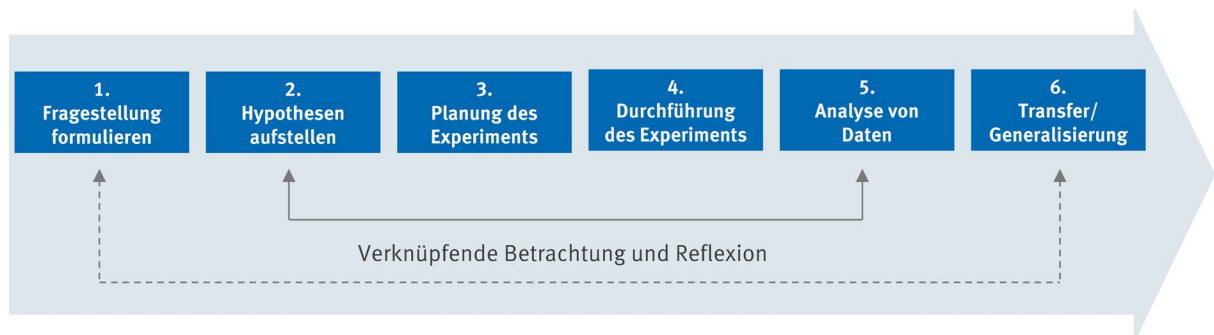 1.
Fragestellung
formulieren
2.
Hypothesen
aufstellen
3.
Planung des
Experiments
4.
Durchführung
des Experiments
5.
Analyse von
Daten
6.
Transfer/
Generalisierung
Verknüpfende Betrachtung und Reflexion